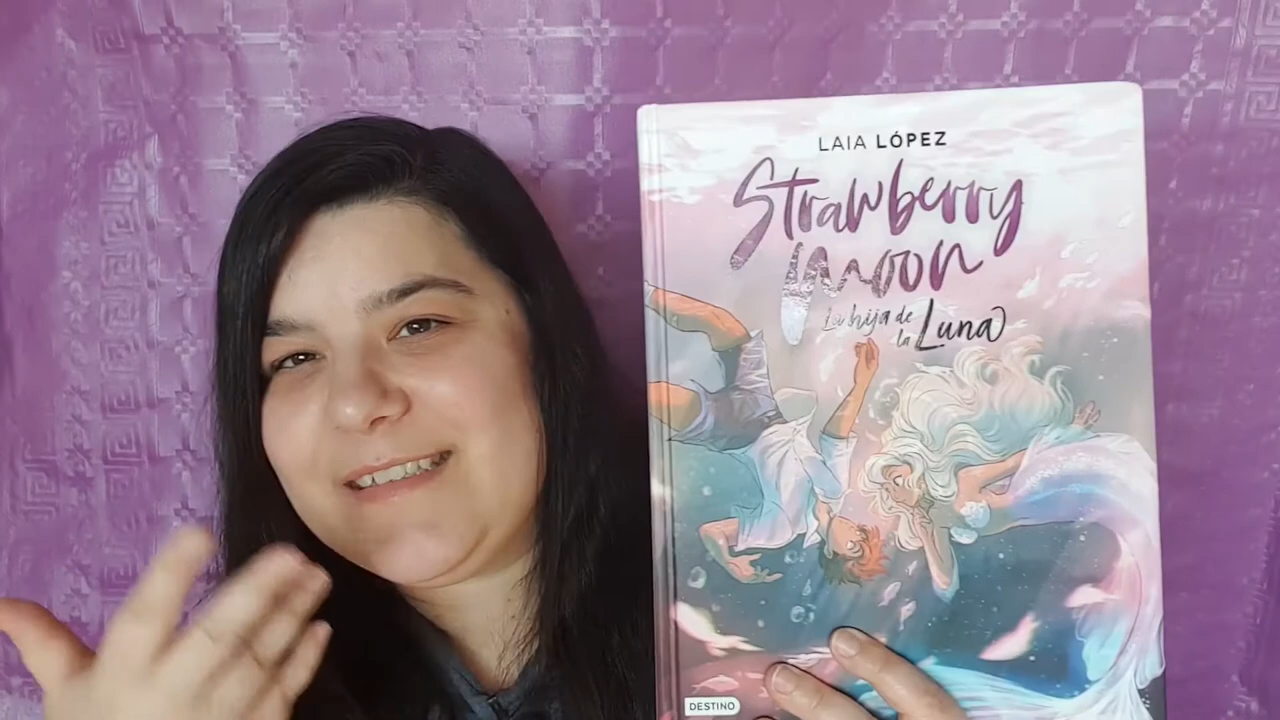 LAIA LÓPEZ
Strawberry
Moon
La hija de
la Luna
DESTINO